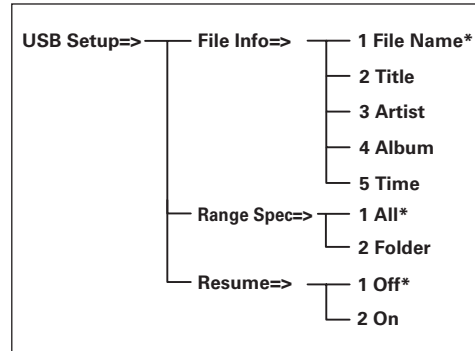 USB Setup=> File Info=> 1 File Name*
2 Title
3 Artist
4 Album
5 Time
Range Spec=> 1 All*
2 Folder
Resume=> 1 Off*
2 On